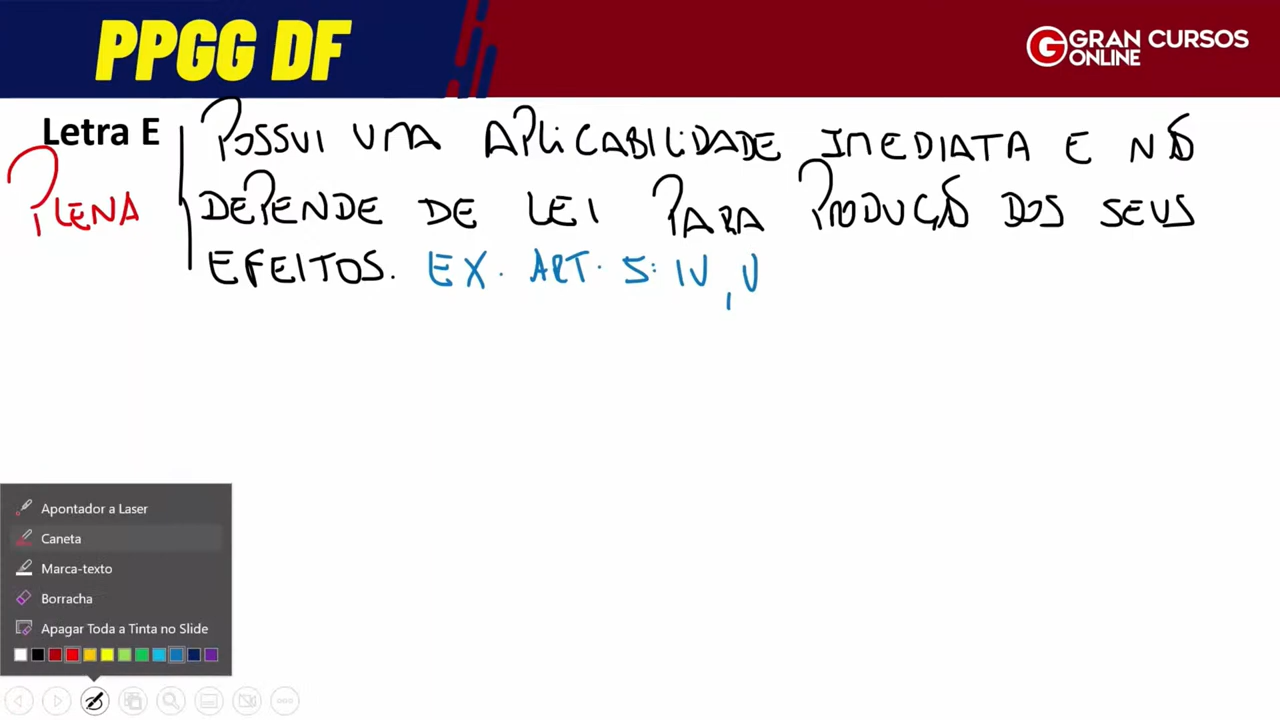 PPGG DF
GRAN CURSOS
ONLINE
Letra E
POSSUI UMA APLICABILIDADE IMEDIATA E NÃO
PLENA
DEPENDE DE LEI PARA PRODUÇÃO DOS SEUS
EFEITOS. EX. ART. 5: IV, V
Apontador a Laser
Caneta
Marca-texto
Borracha
Apagar Toda a Tinta no Slide